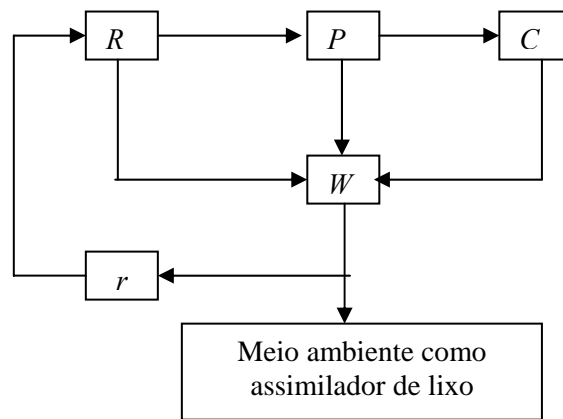 R
P
C
W
r
Meio ambiente como
assimilador de lixo